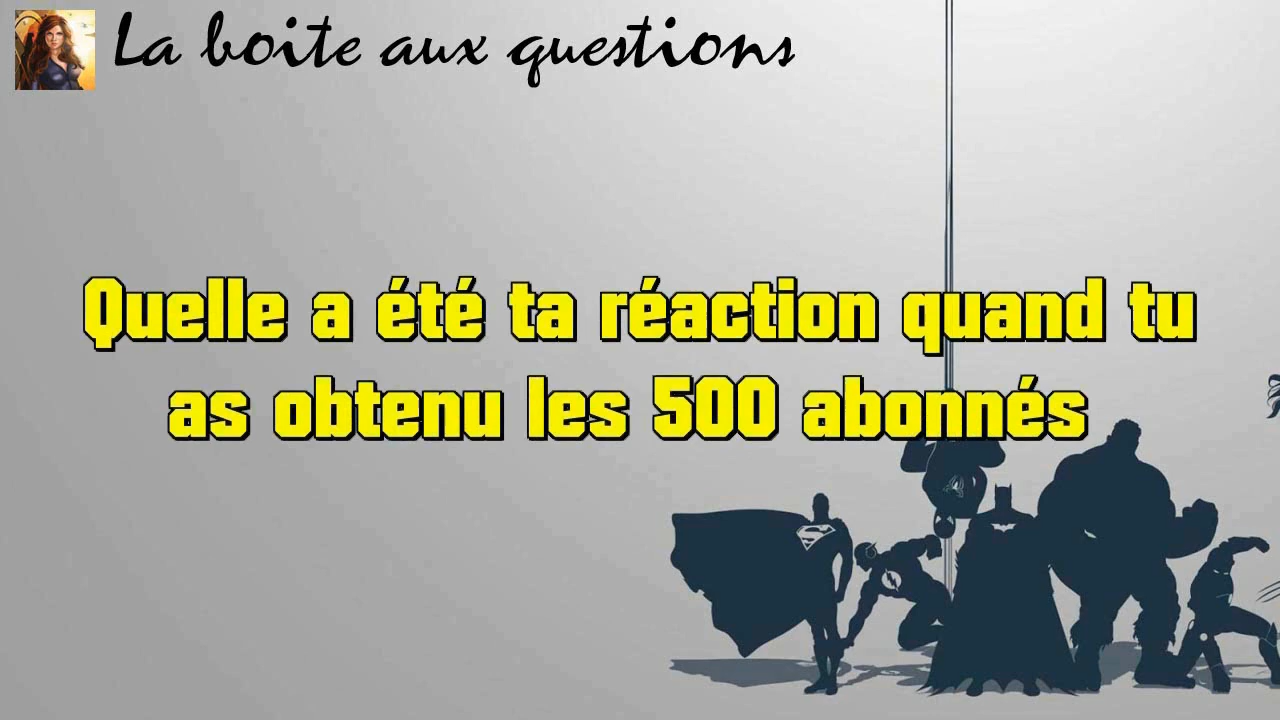 La boite aux questions
Quelle a été ta réaction quand tu
as obtenu les 500 abonnés